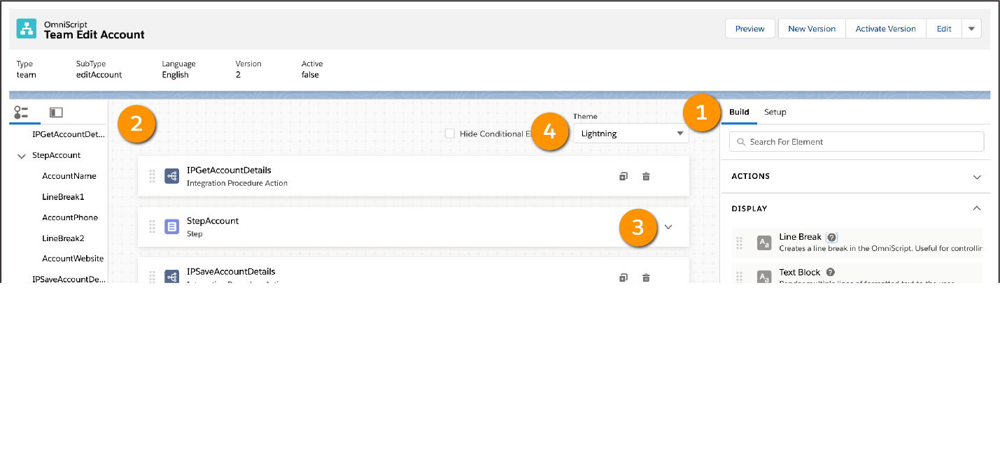 OmniScript
Team Edit Account
Preview
New Version
Activate Version
Edit
Type
team
SubType
editAccount
Language
English
Version
2
Active
false
IPGetAccountDet...
StepAccount
AccountName
LineBreak1
AccountPhone
LineBreak2
AccountWebsite
IPSaveAccountDe...
2
Hide Conditional
4
Theme
Lightning
IPGetAccountDetails
Integration Procedure Action
StepAccount
Step
3
IPSaveAccountDetails
1
Build
Setup
Search For Element
ACTIONS
DISPLAY
Line Break
Creates a line break in the OmniScript. Useful for controllin
Text Block